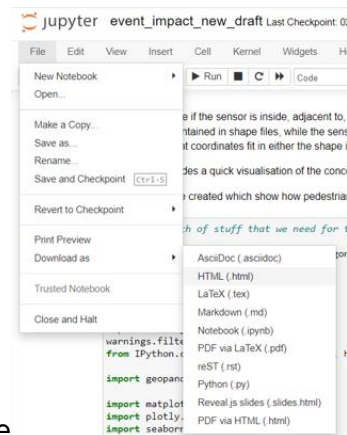 jupyter event_impact_new_draft Last Checkpoint: 02
File Edit View Insert Cell Kernel Widgets H
Run Code
New Notebook
Open...
Make a Copy...
Save as...
Rename...
Save and Checkpoint Ctrl-S
Revert to Checkpoint
Print Preview
Download as
Trusted Notebook
Close and Halt
AsciiDoc (.asciidoc)
HTML (.html)
LaTeX (.tex)
Markdown (.md)
Notebook (.ipynb)
PDF via LaTeX (.pdf)
reST (.rst)
Python (.py)
Reveal.js slides (.slides.html)
PDF via HTML (.html)
e if the sensor is inside, adjacent to,
ntained in shape files, while the sens
t coordinates fit in either the shape i
des a quick visualisation of the conc
e created which show how pedestria
h of stuff that we need for t
gon
warnings.filte
from IPython.
import geopand
import matplot
import plotly.
import seaborn
e